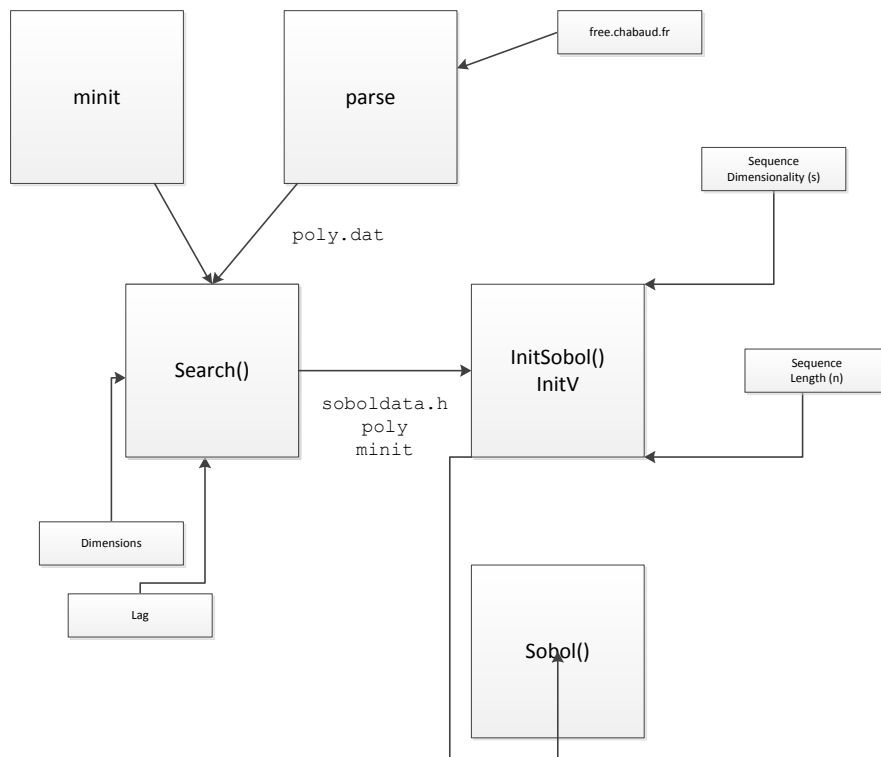 free.chabaud.fr
minit
parse
Sequence
Dimensionality (s)
poly.dat
Search()
InitSobol()
InitV
Sequence
Length (n)
soboldata.h
poly
minit
Dimensions
Lag
Sobol()